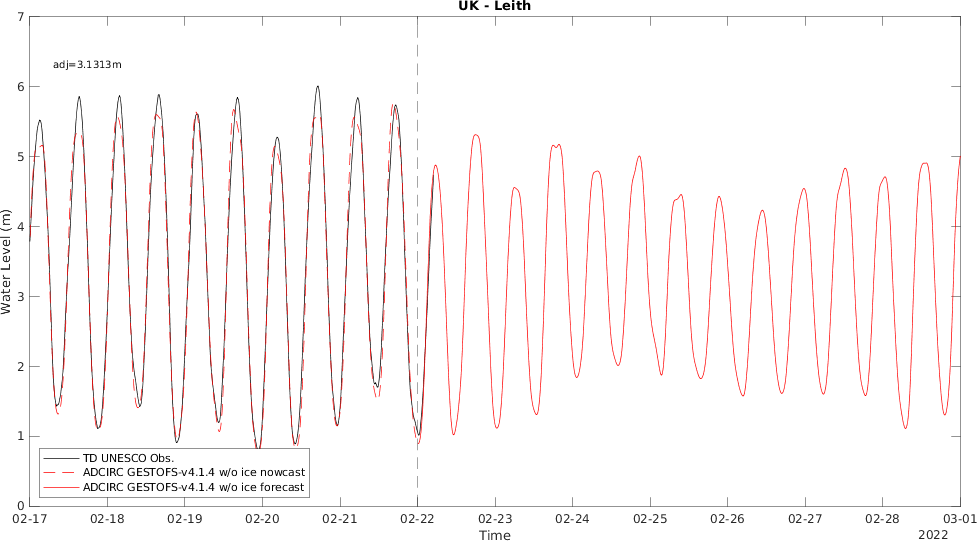 UK - Leith
7
6
5
4
3
2
1
0
Water Level (m)
adj=3.1313m
TD UNESCO Obs.
ADCIRC GESTOFS-v4.1.4 w/o ice nowcast
ADCIRC GESTOFS-v4.1.4 w/o ice forecast
02-17 02-18 02-19 02-20 02-21 02-22 02-23 02-24 02-25 02-26 02-27 02-28 03-01
Time
2022